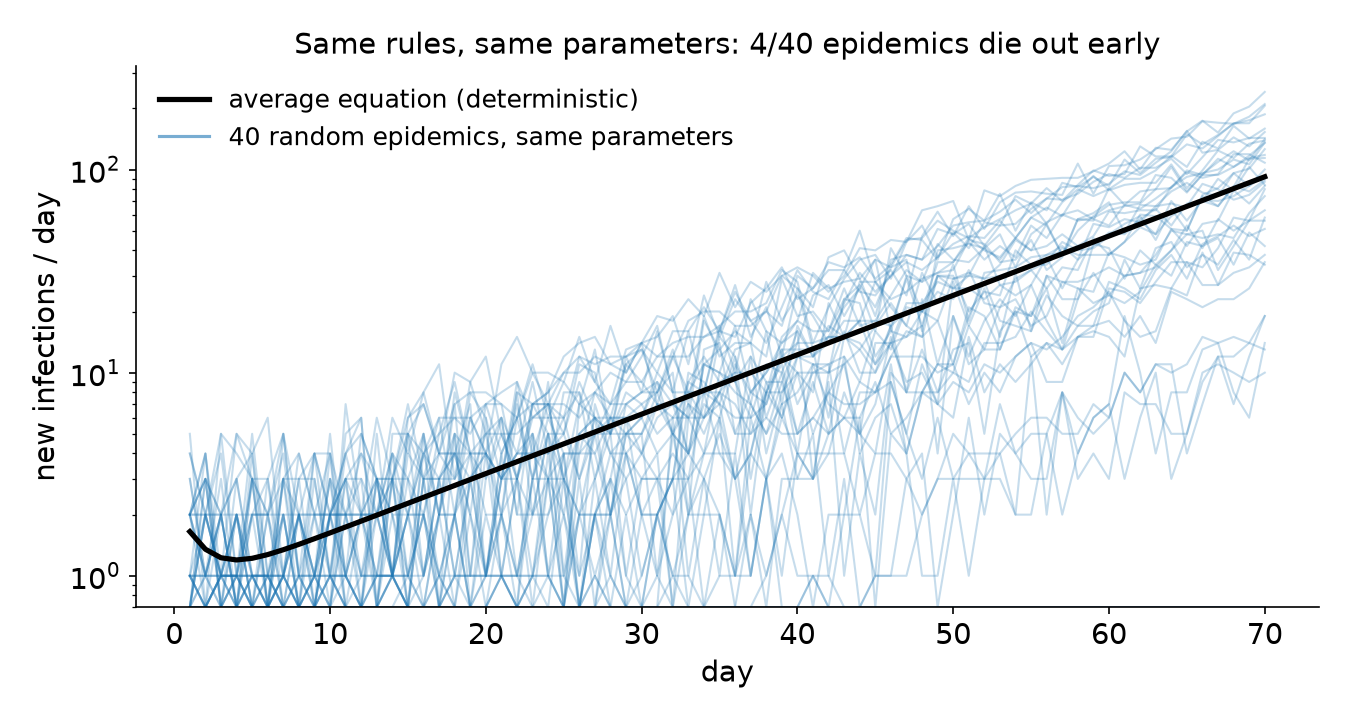 Same rules, same parameters: 4/40 epidemics die out early
average equation (deterministic)
40 random epidemics, same parameters
new infections / day
10²
10¹
10⁰
0 10 20 30 40 50 60 70
day